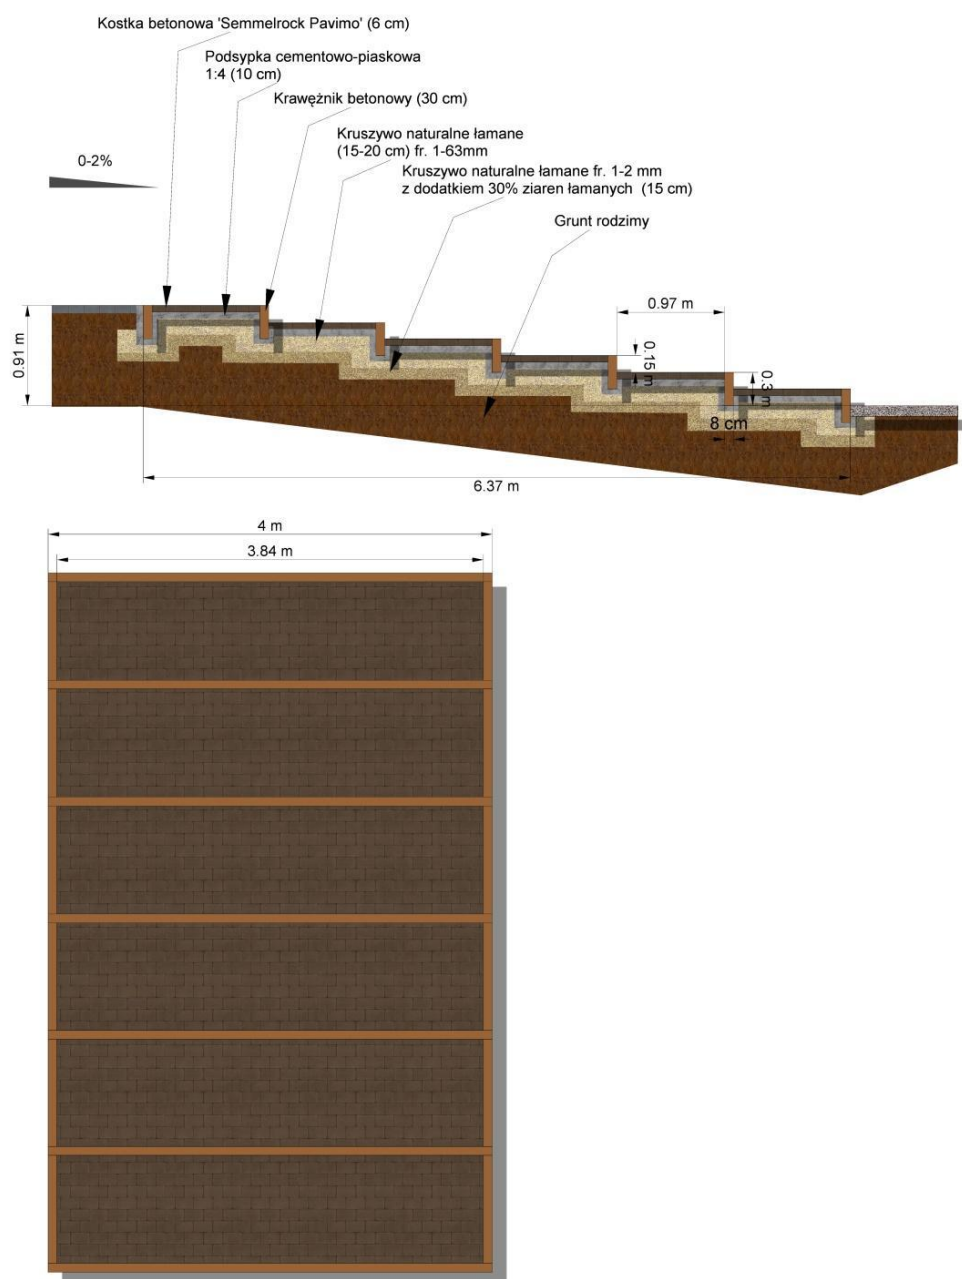 Kostka betonowa 'Semmelrock Pavimo' (6 cm)
Podsypka cementowo-piaskowa
1:4 (10 cm)
Krawężnik betonowy (30 cm)
Kruszywo naturalne łamane
(15-20 cm) fr. 1-63mm
Kruszywo naturalne łamane fr. 1-2 mm
z dodatkiem 30% ziaren łamanych (15 cm)
0-2%
Grunt rodzimy
0.91 m
0.97 m
0.15 m
0.3 m
8 cm
6.37 m
4 m
3.84 m